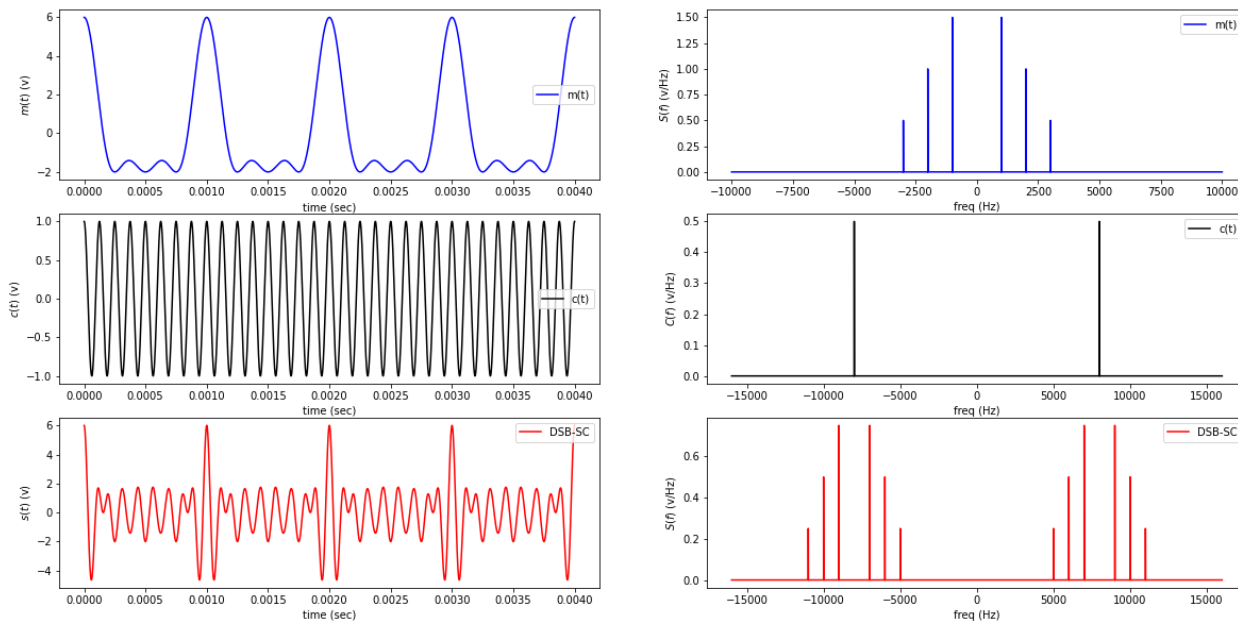 6
4
2
0
−2
m(t) (v)
m(t)
0.0000 0.0005 0.0010 0.0015 0.0020 0.0025 0.0030 0.0035 0.0040
time (sec)
1.50
1.25
1.00
0.75
0.50
0.25
0.00
S(f) (v/Hz)
m(t)
−10000 −7500 −5000 −2500 0 2500 5000 7500 10000
freq (Hz)
1.0
0.5
0.0
−0.5
−1.0
c(t) (v)
c(t)
0.0000 0.0005 0.0010 0.0015 0.0020 0.0025 0.0030 0.0035 0.0040
time (sec)
0.5
0.4
0.3
0.2
0.1
0.0
C(f) (v/Hz)
c(t)
−15000 −10000 −5000 0 5000 10000 15000
freq (Hz)
6
4
2
0
−2
−4
s(t) (v)
DSB-SC
0.0000 0.0005 0.0010 0.0015 0.0020 0.0025 0.0030 0.0035 0.0040
time (sec)
0.6
0.4
0.2
0.0
S(f) (v/Hz)
DSB-SC
−15000 −10000 −5000 0 5000 10000 15000
freq (Hz)